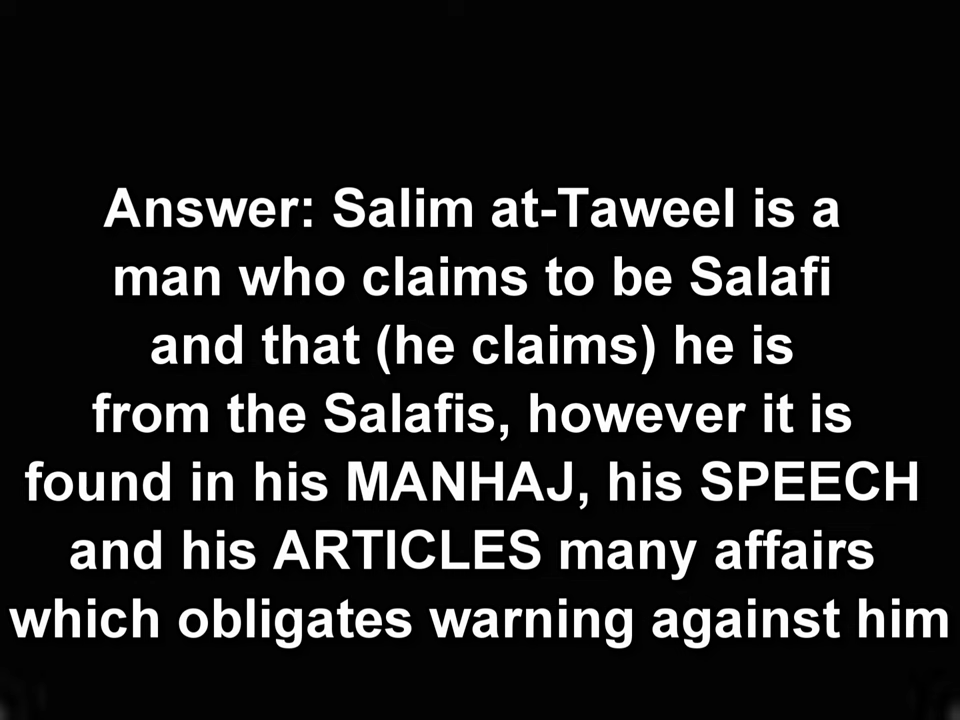 Answer: Salim at-Taweel is a
man who claims to be Salafi
and that (he claims) he is
from the Salafis, however it is
found in his MANHAJ, his SPEECH
and his ARTICLES many affairs
which obligates warning against him